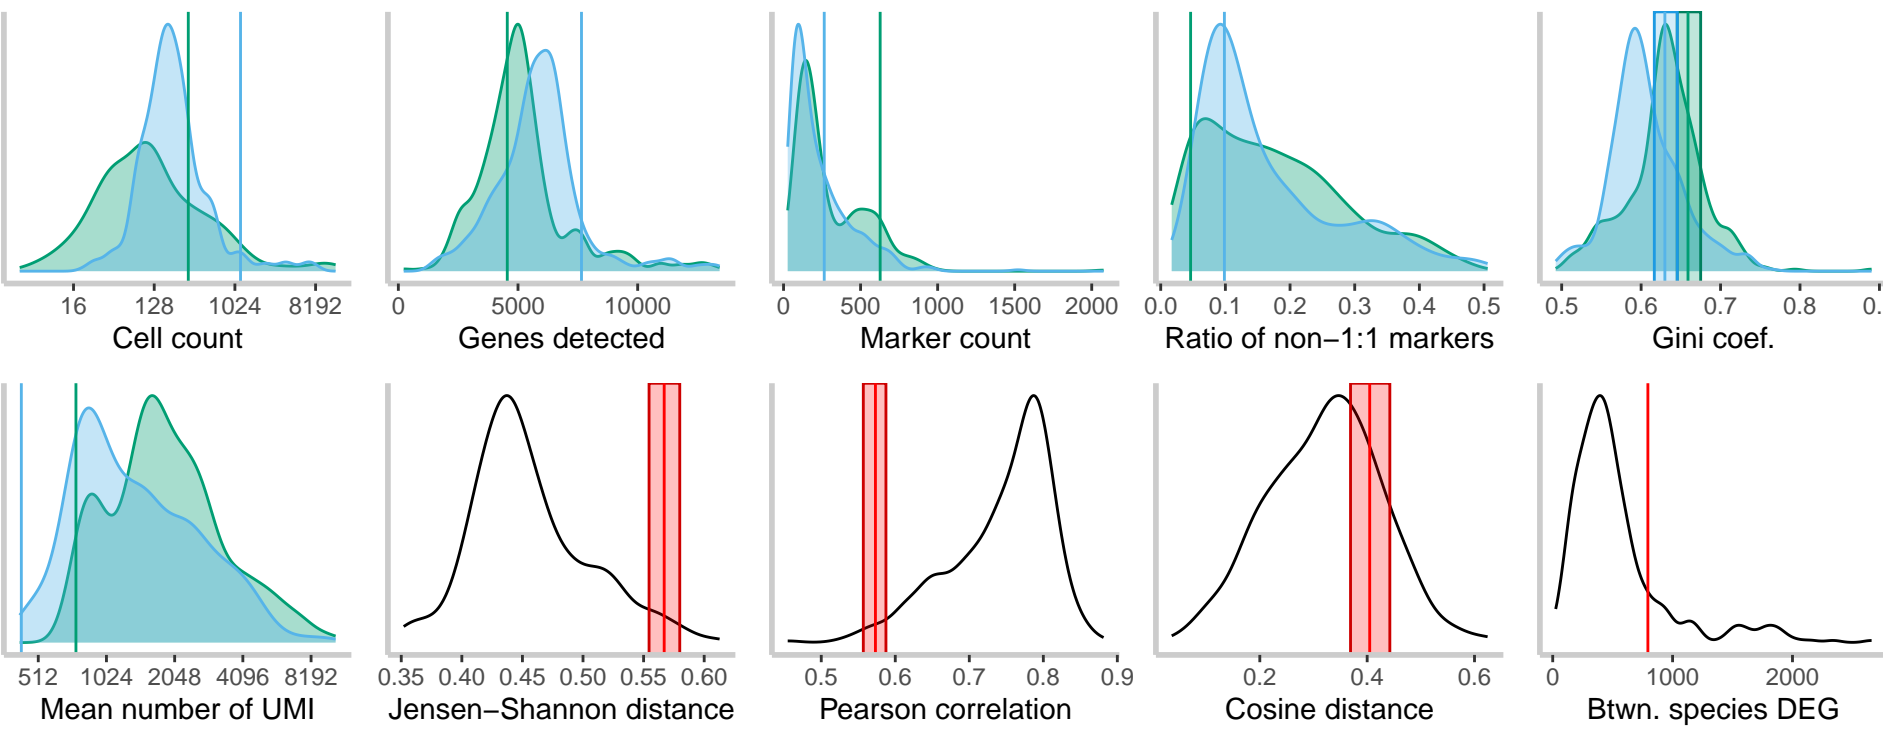 16 128 1024 8192
Cell count
0 5000 10000
Genes detected
0 500 1000 1500 2000
Marker count
0.0 0.1 0.2 0.3 0.4 0.5
Ratio of non−1:1 markers
0.5 0.6 0.7 0.8 0.
Gini coef.
512 1024 2048 4096 8192
Mean number of UMI
0.35 0.40 0.45 0.50 0.55 0.60
Jensen−Shannon distance
0.5 0.6 0.7 0.8 0.9
Pearson correlation
0.2 0.4 0.6
Cosine distance
0 1000 2000
Btwn. species DEG